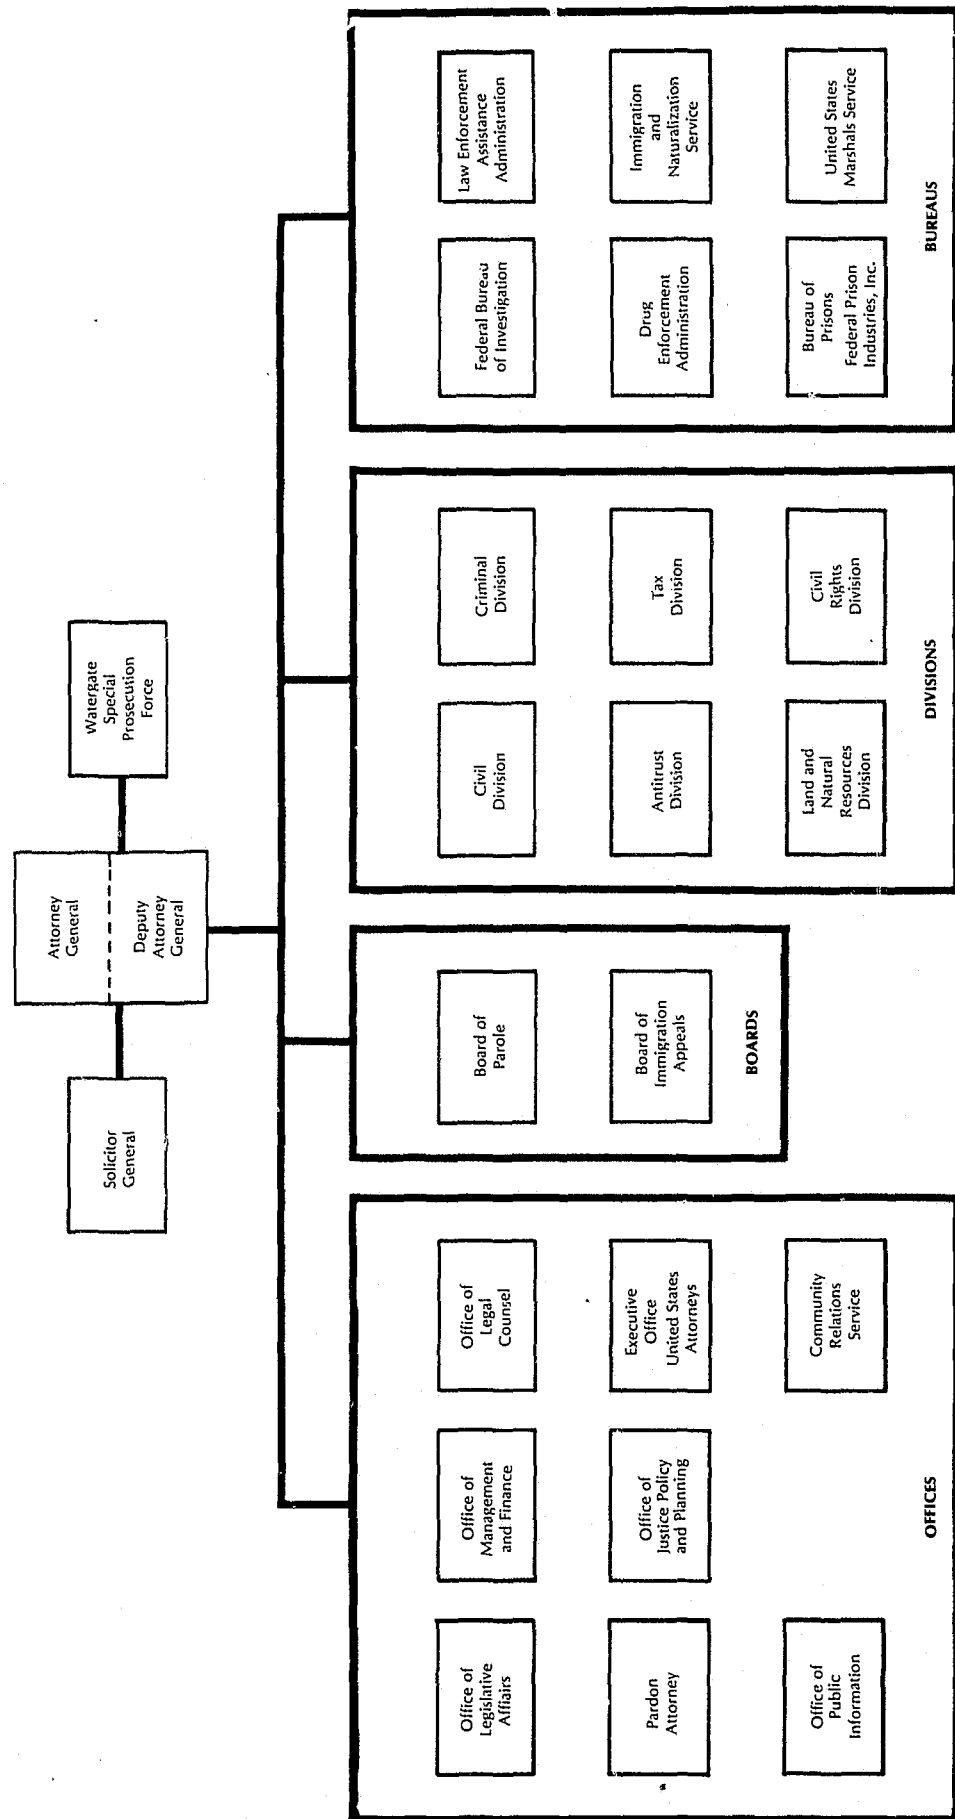 Attorney
General
Deputy
Attorney
General
Solicitor
General
Watergate
Special
Prosecution
Force
Office of
Legislative
Affiairs
Office of
Management
and Finance
Office of
Legal
Counsel
Pardon
Attorney
Office of
Justice Policy
and Planning
Executive
Office
United States
Attorneys
Office of
Public
Information
Community
Relations
Service
OFFICES
Board of
Parole
Board of
Immigration
Appeals
BOARDS
Civil
Division
Criminal
Division
Antitrust
Division
Tax
Division
Land and
Natural
Resources
Division
Civil
Rights
Division
DIVISIONS
Federal Bureau
of Investigation
Law Enforcement
Assistance
Administration
Drug
Enforcement
Administration
Immigration
and
Naturalization
Service
Bureau of
Prisons
Federal Prison
Industries, Inc.
United States
Marshals Service
BUREAUS